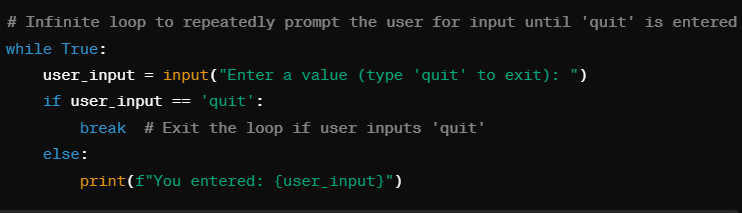 # Infinite loop to repeatedly prompt the user for input until 'quit' is entered
while True:
    user_input = input("Enter a value (type 'quit' to exit): ")
    if user_input == 'quit':
        break  # Exit the loop if user inputs 'quit'
    else:
        print(f"You entered: {user_input}")